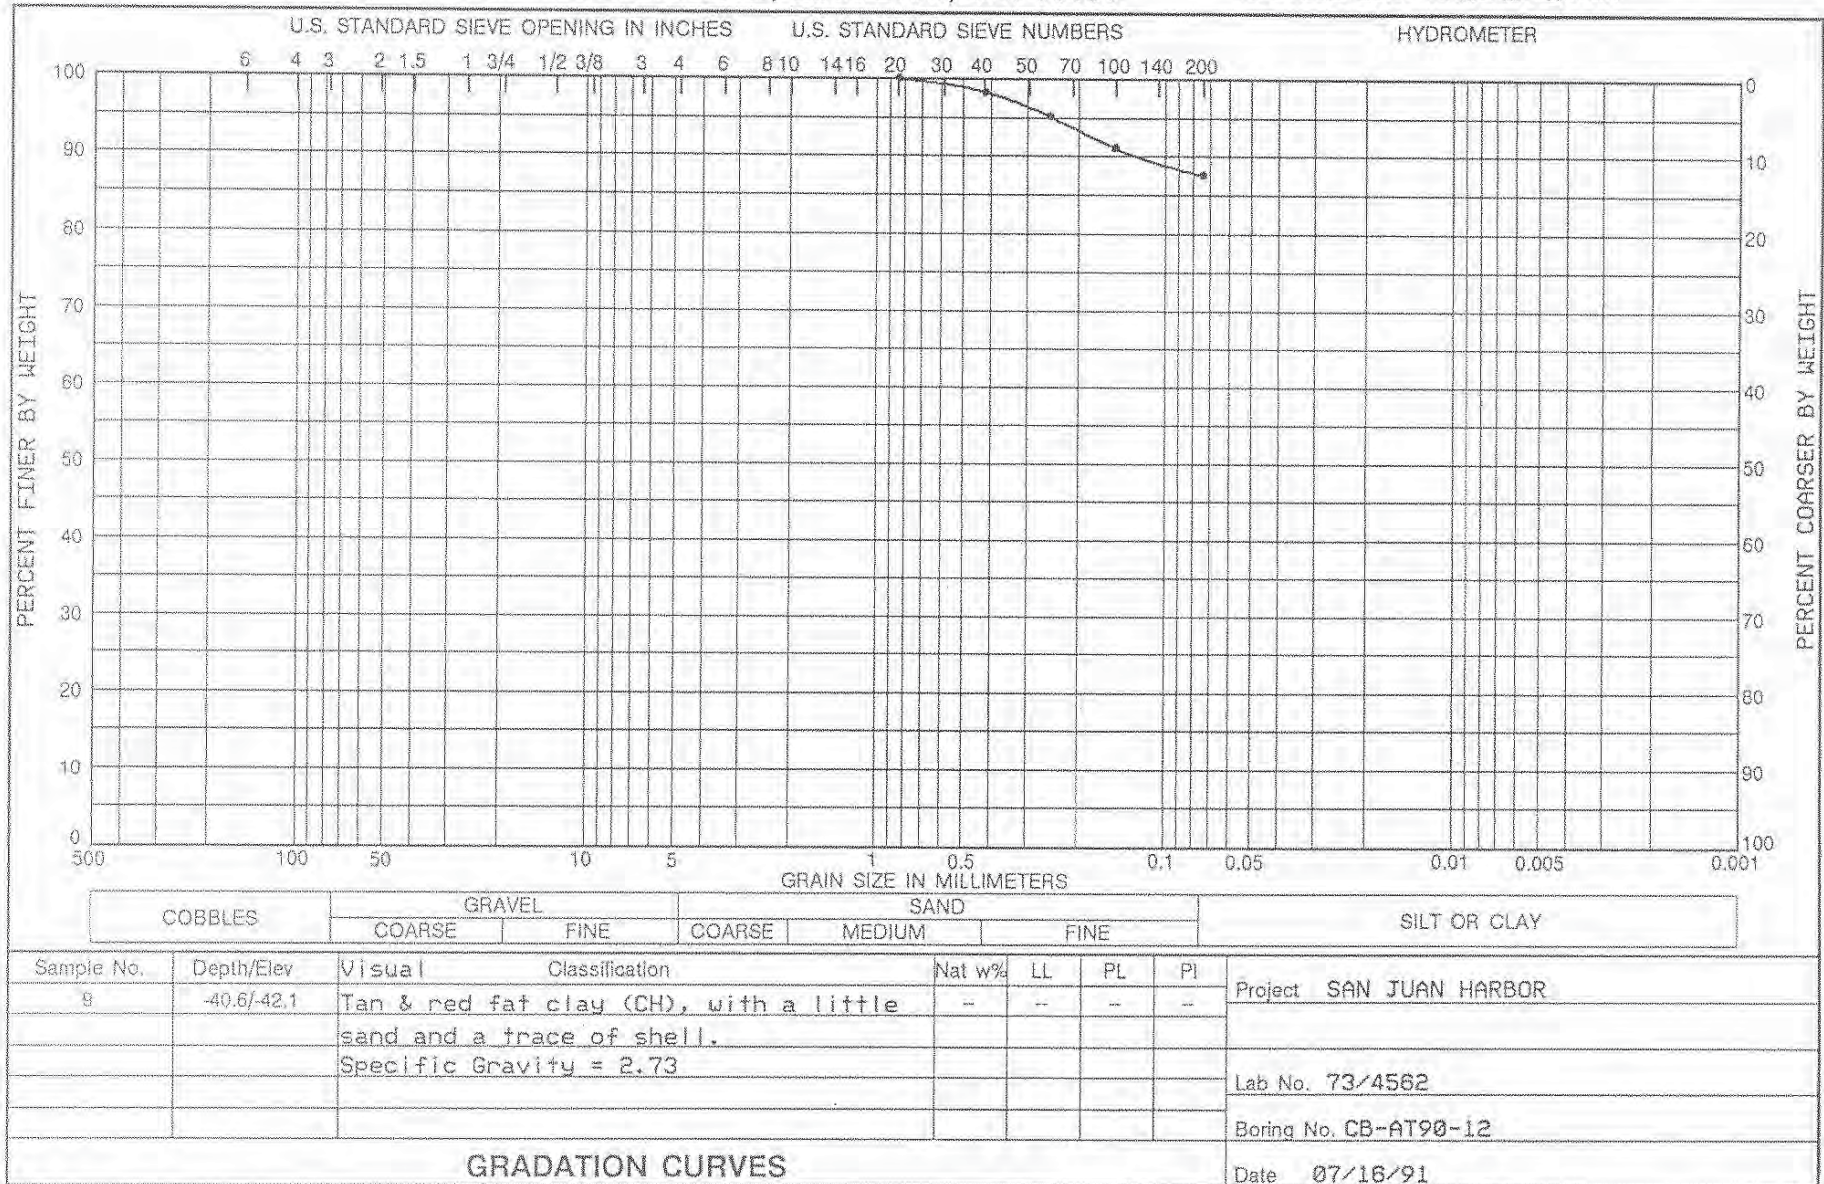 U.S. STANDARD SIEVE OPENING IN INCHES U.S. STANDARD SIEVE NUMBERS HYDROMETER
6 4 3 2 1.5 1 3/4 1/2 3/8 3 4 6 8 10 14 16 20 30 40 50 70 100 140 200
100 0
90 10
80 20
70 30
60 40
50 50
40 60
30 70
20 80
10 90
0 100
PERCENT FINER BY WEIGHT
PERCENT COARSER BY WEIGHT
500 100 50 10 5 1 0.5 0.1 0.05 0.01 0.005 0.001
GRAIN SIZE IN MILLIMETERS
COBBLES GRAVEL SAND SILT OR CLAY
COARSE FINE COARSE MEDIUM FINE
Sample No. Depth/Elev Visual Classification Nat w% LL PL PI
9 -40.6/-42.1 Tan & red fat clay (CH), with a little - -- - --
sand and a trace of shell.
Specific Gravity = 2.73
Project SAN JUAN HARBOR
Lab No. 73/4562
Boring No. CB-AT90-12
GRADATION CURVES
Date 07/16/91